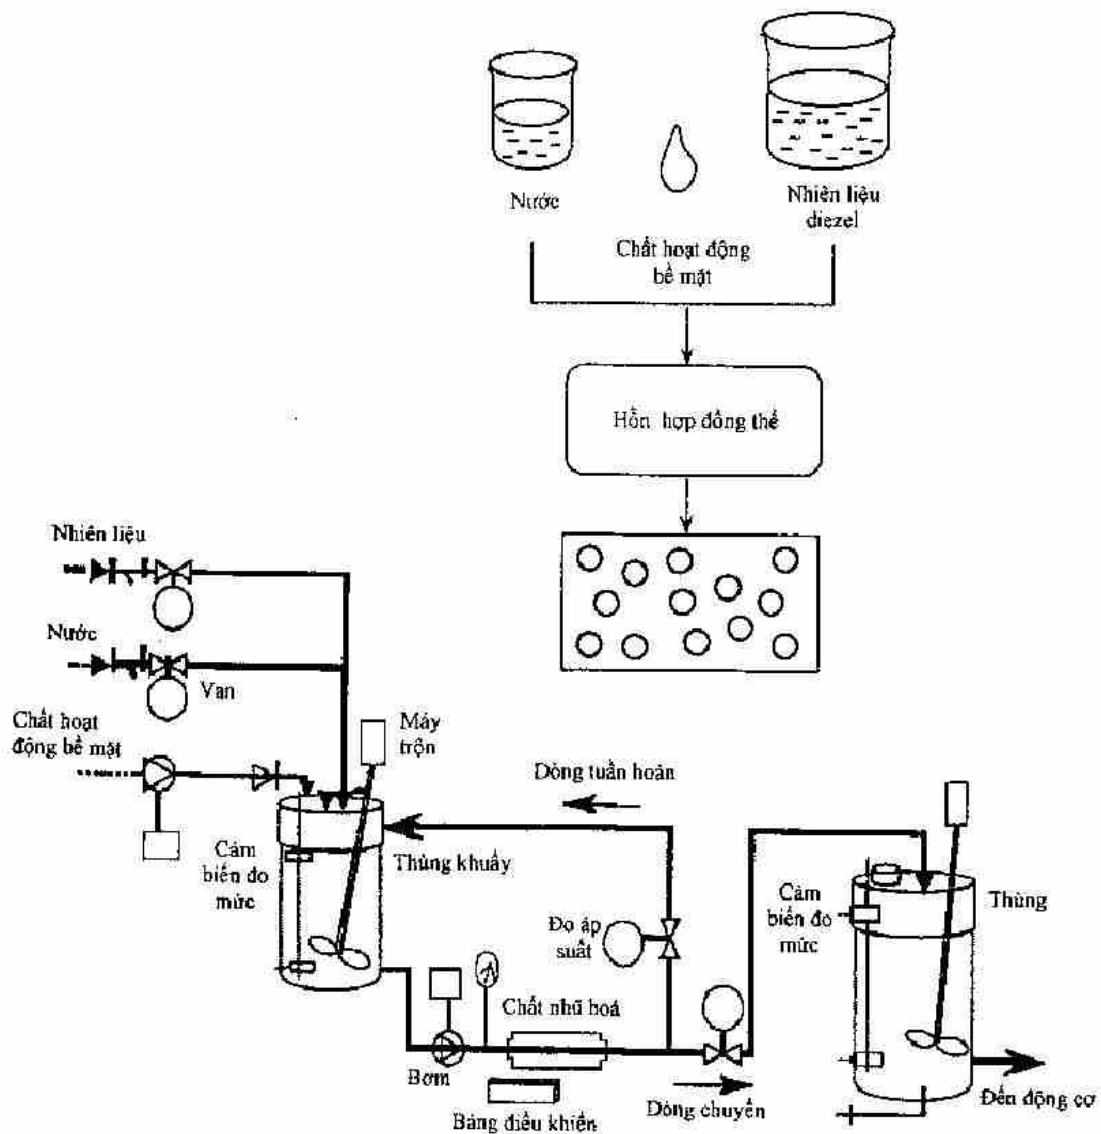 Nước
Nhiên liệu
diezel
Chất hoạt động
bề mặt
Hỗn hợp đồng thể
Nhiên liệu
Nước
Van
Chất hoạt
động bề mặt
Máy
trộn
Dòng tuần hoàn
Cảm
biến đo
mức
Thùng khuấy
Đo áp
suất
Cảm
biến đo
mức
Thùng
Chất nhũ hoá
Bơm
Bảng điều khiển
Dòng chuyển
Đến động cơ